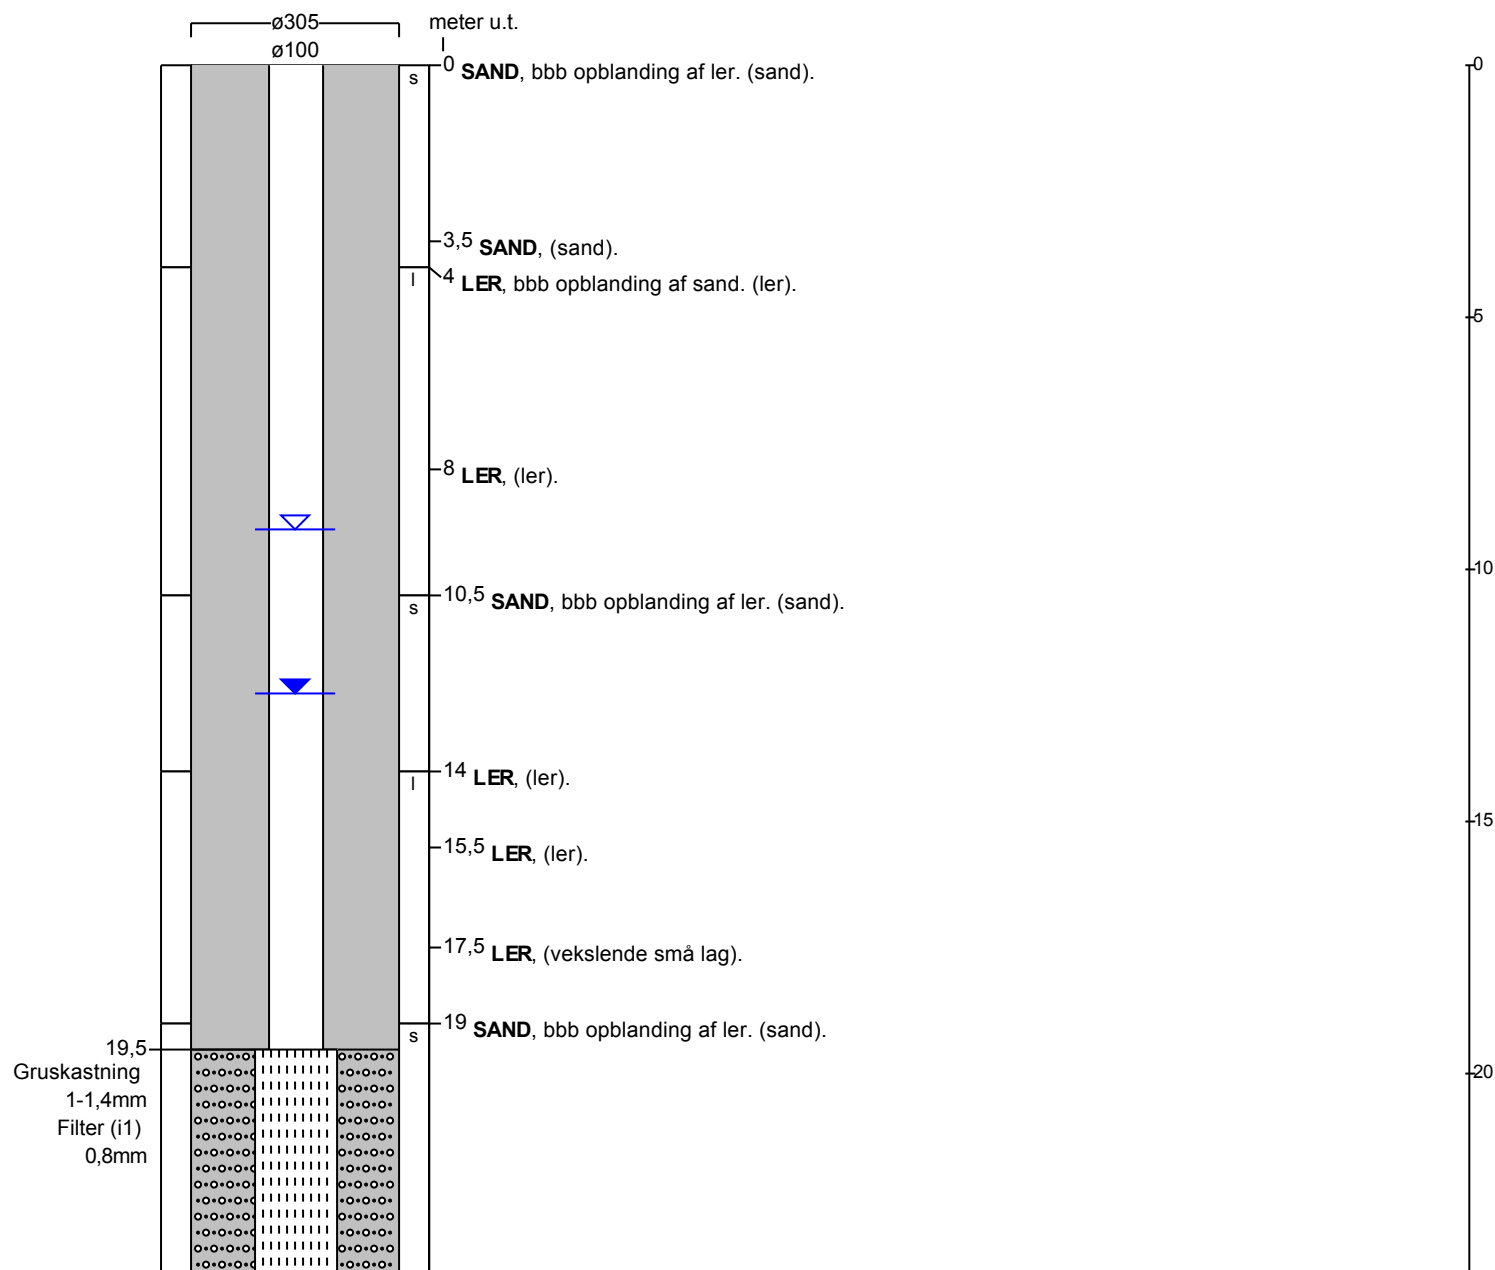 ø305
meter u.t.
ø100
0 SAND, bbb opblanding af ler. (sand).
s
0
3,5 SAND, (sand).
4 LER, bbb opblanding af sand. (ler).
l
5
8 LER, (ler).
10
10,5 SAND, bbb opblanding af ler. (sand).
s
14 LER, (ler).
l
15
15,5 LER, (ler).
17,5 LER, (vekslende små lag).
19 SAND, bbb opblanding af ler. (sand).
s
19,5
Gruskastning
1-1,4mm
Filter (i1)
0,8mm
20